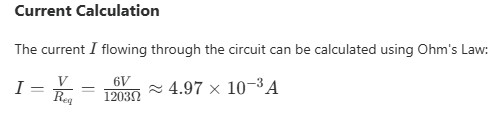 Current Calculation
The current I flowing through the circuit can be calculated using Ohm's Law:
I = V/R_eq = 6V/1203Ω ≈ 4.97 × 10⁻³ A